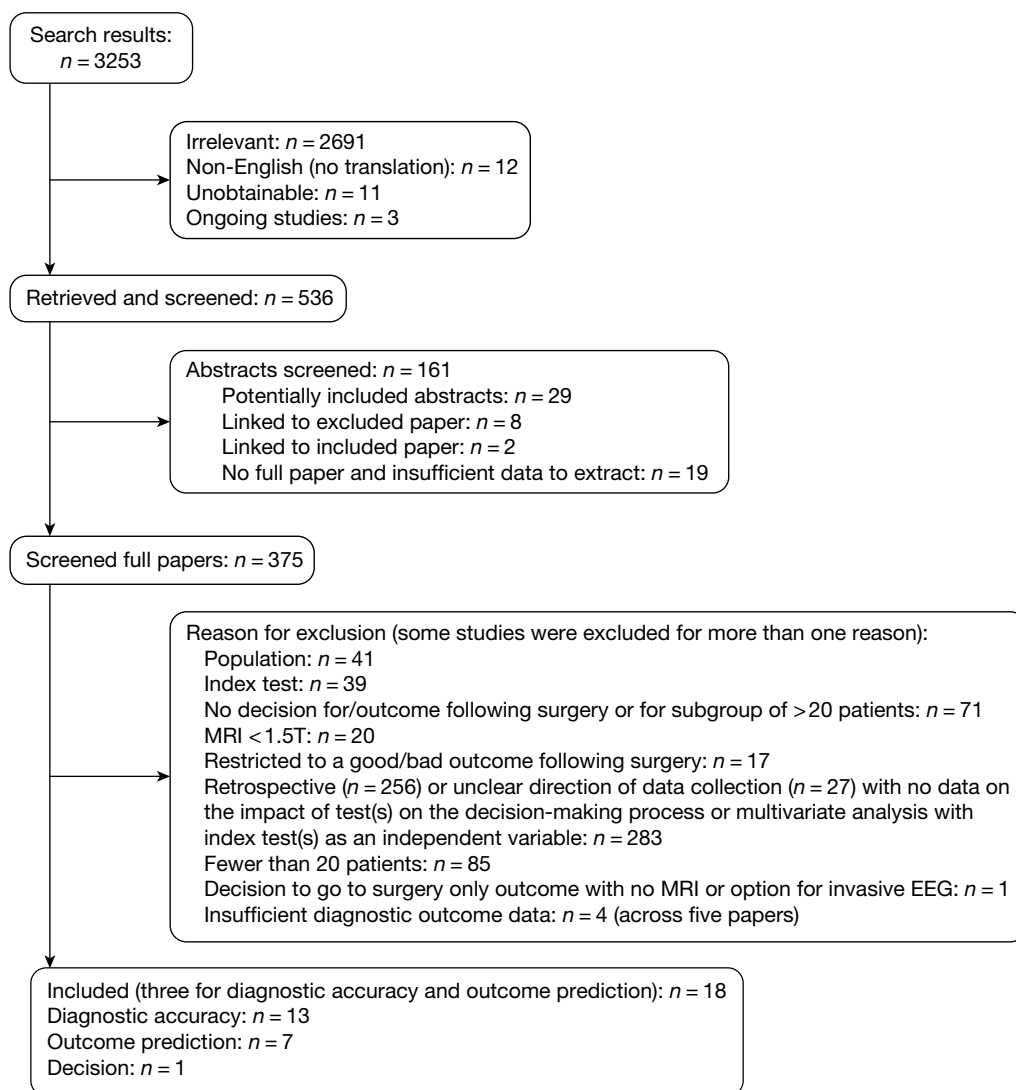 Search results:
n = 3253
Irrelevant: n = 2691
Non-English (no translation): n = 12
Unobtainable: n = 11
Ongoing studies: n = 3
Retrieved and screened: n = 536
Abstracts screened: n = 161
Potentially included abstracts: n = 29
Linked to excluded paper: n = 8
Linked to included paper: n = 2
No full paper and insufficient data to extract: n = 19
Screened full papers: n = 375
Reason for exclusion (some studies were excluded for more than one reason):
Population: n = 41
Index test: n = 39
No decision for/outcome following surgery or for subgroup of >20 patients: n = 71
MRI <1.5T: n = 20
Restricted to a good/bad outcome following surgery: n = 17
Retrospective (n = 256) or unclear direction of data collection (n = 27) with no data on
the impact of test(s) on the decision-making process or multivariate analysis with
index test(s) as an independent variable: n = 283
Fewer than 20 patients: n = 85
Decision to go to surgery only outcome with no MRI or option for invasive EEG: n = 1
Insufficient diagnostic outcome data: n = 4 (across five papers)
Included (three for diagnostic accuracy and outcome prediction): n = 18
Diagnostic accuracy: n = 13
Outcome prediction: n = 7
Decision: n = 1